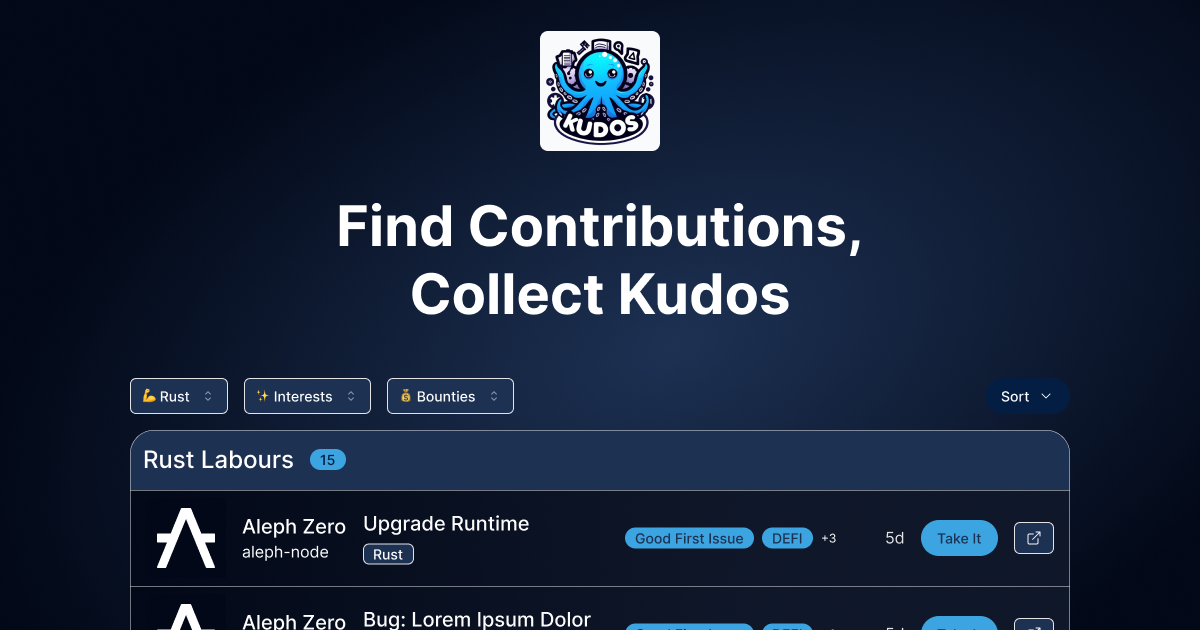 KUDOS
Find Contributions,
Collect Kudos
💪 Rust
✨ Interests
💰 Bounties
Sort
Rust Labours 15
Aleph Zero
aleph-node
Upgrade Runtime
Rust
Good First Issue DEFI +3 5d Take It
Aleph Zero Bug: Lorem Ipsum Dolor